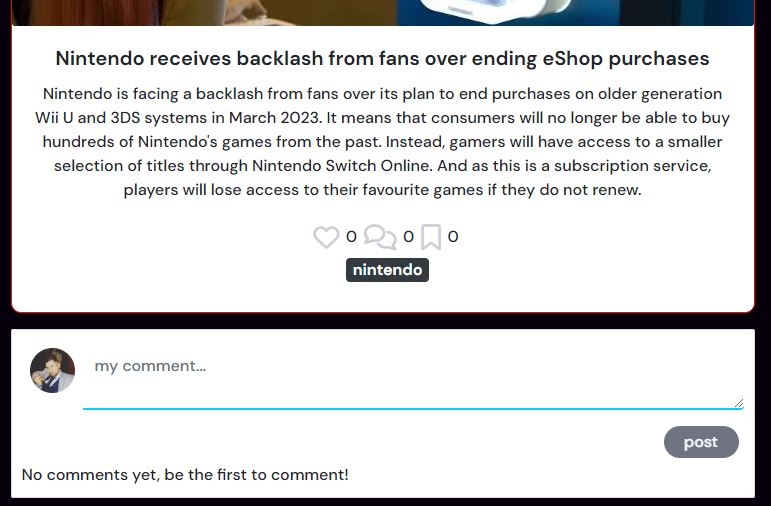 Nintendo receives backlash from fans over ending eShop purchases
Nintendo is facing a backlash from fans over its plan to end purchases on older generation
Wii U and 3DS systems in March 2023. It means that consumers will no longer be able to buy
hundreds of Nintendo's games from the past. Instead, gamers will have access to a smaller
selection of titles through Nintendo Switch Online. And as this is a subscription service,
players will lose access to their favourite games if they do not renew.
0 0 0
nintendo
my comment...
post
No comments yet, be the first to comment!